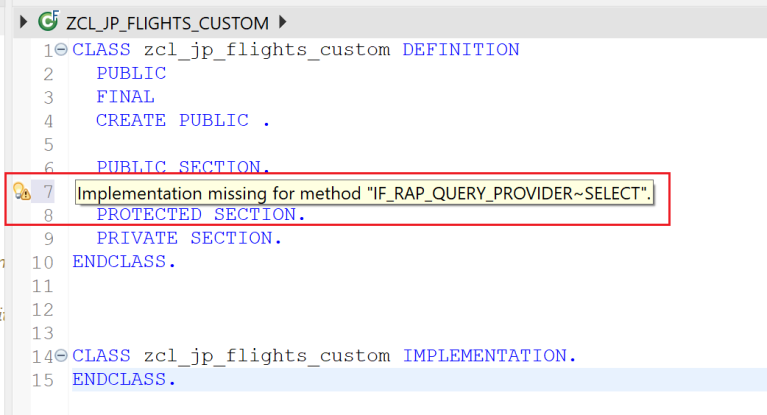 ZCL_JP_FLIGHTS_CUSTOM
1 CLASS zcl_jp_flights_custom DEFINITION
2 PUBLIC
3 FINAL
4 CREATE PUBLIC .
5
6 PUBLIC SECTION.
7 Implementation missing for method "IF_RAP_QUERY_PROVIDER~SELECT".
8 PROTECTED SECTION.
9 PRIVATE SECTION.
10 ENDCLASS.
11
12
13
14 CLASS zcl_jp_flights_custom IMPLEMENTATION.
15 ENDCLASS.